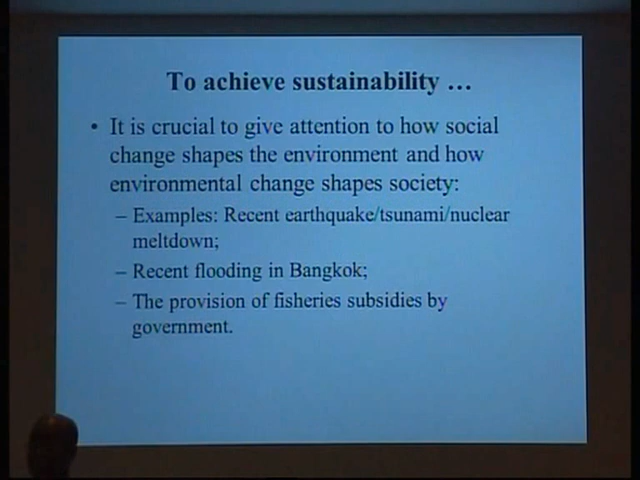 To achieve sustainability …
• It is crucial to give attention to how social
change shapes the environment and how
environmental change shapes society:
– Examples: Recent earthquake/tsunami/nuclear
meltdown;
– Recent flooding in Bangkok;
– The provision of fisheries subsidies by
government.